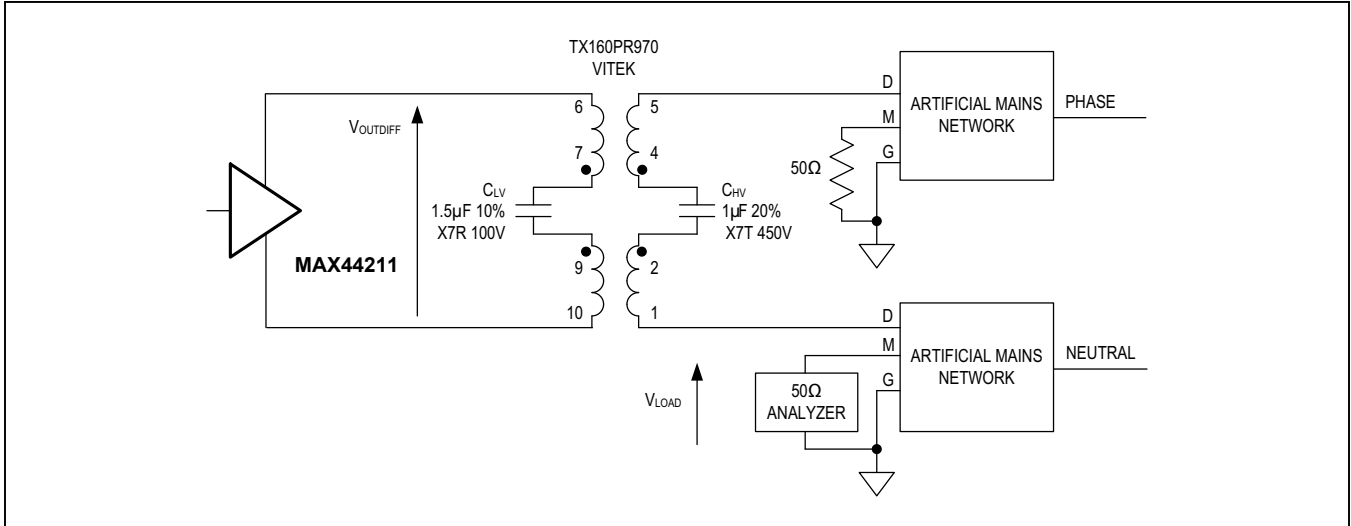 TX160PR970
VITEK
6
5
7
4
9
2
10
1
VOUTDIFF
CLV
1.5µF 10%
X7R 100V
CHV
1µF 20%
X7T 450V
MAX44211
D
M
G
50Ω
ARTIFICIAL MAINS
NETWORK
PHASE
D
M
G
ARTIFICIAL MAINS
NETWORK
NEUTRAL
50Ω
ANALYZER
VLOAD